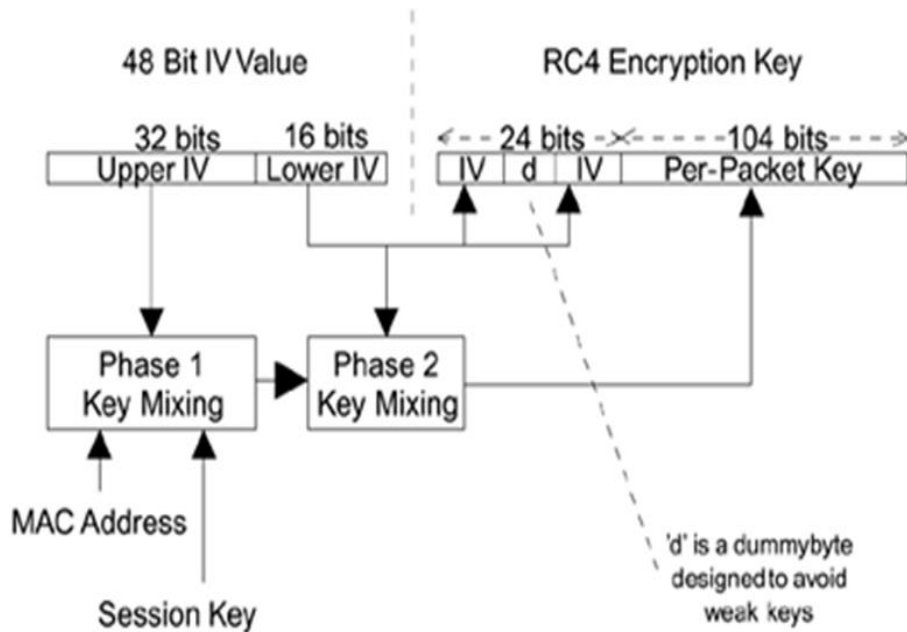 48 Bit IV Value
RC4 Encryption Key
32 bits
16 bits
24 bits
104 bits
Upper IV
Lower IV
IV
d
IV
Per-Packet Key
Phase 1
Key Mixing
Phase 2
Key Mixing
MAC Address
Session Key
'd' is a dummybyte
designed to avoid
weak keys